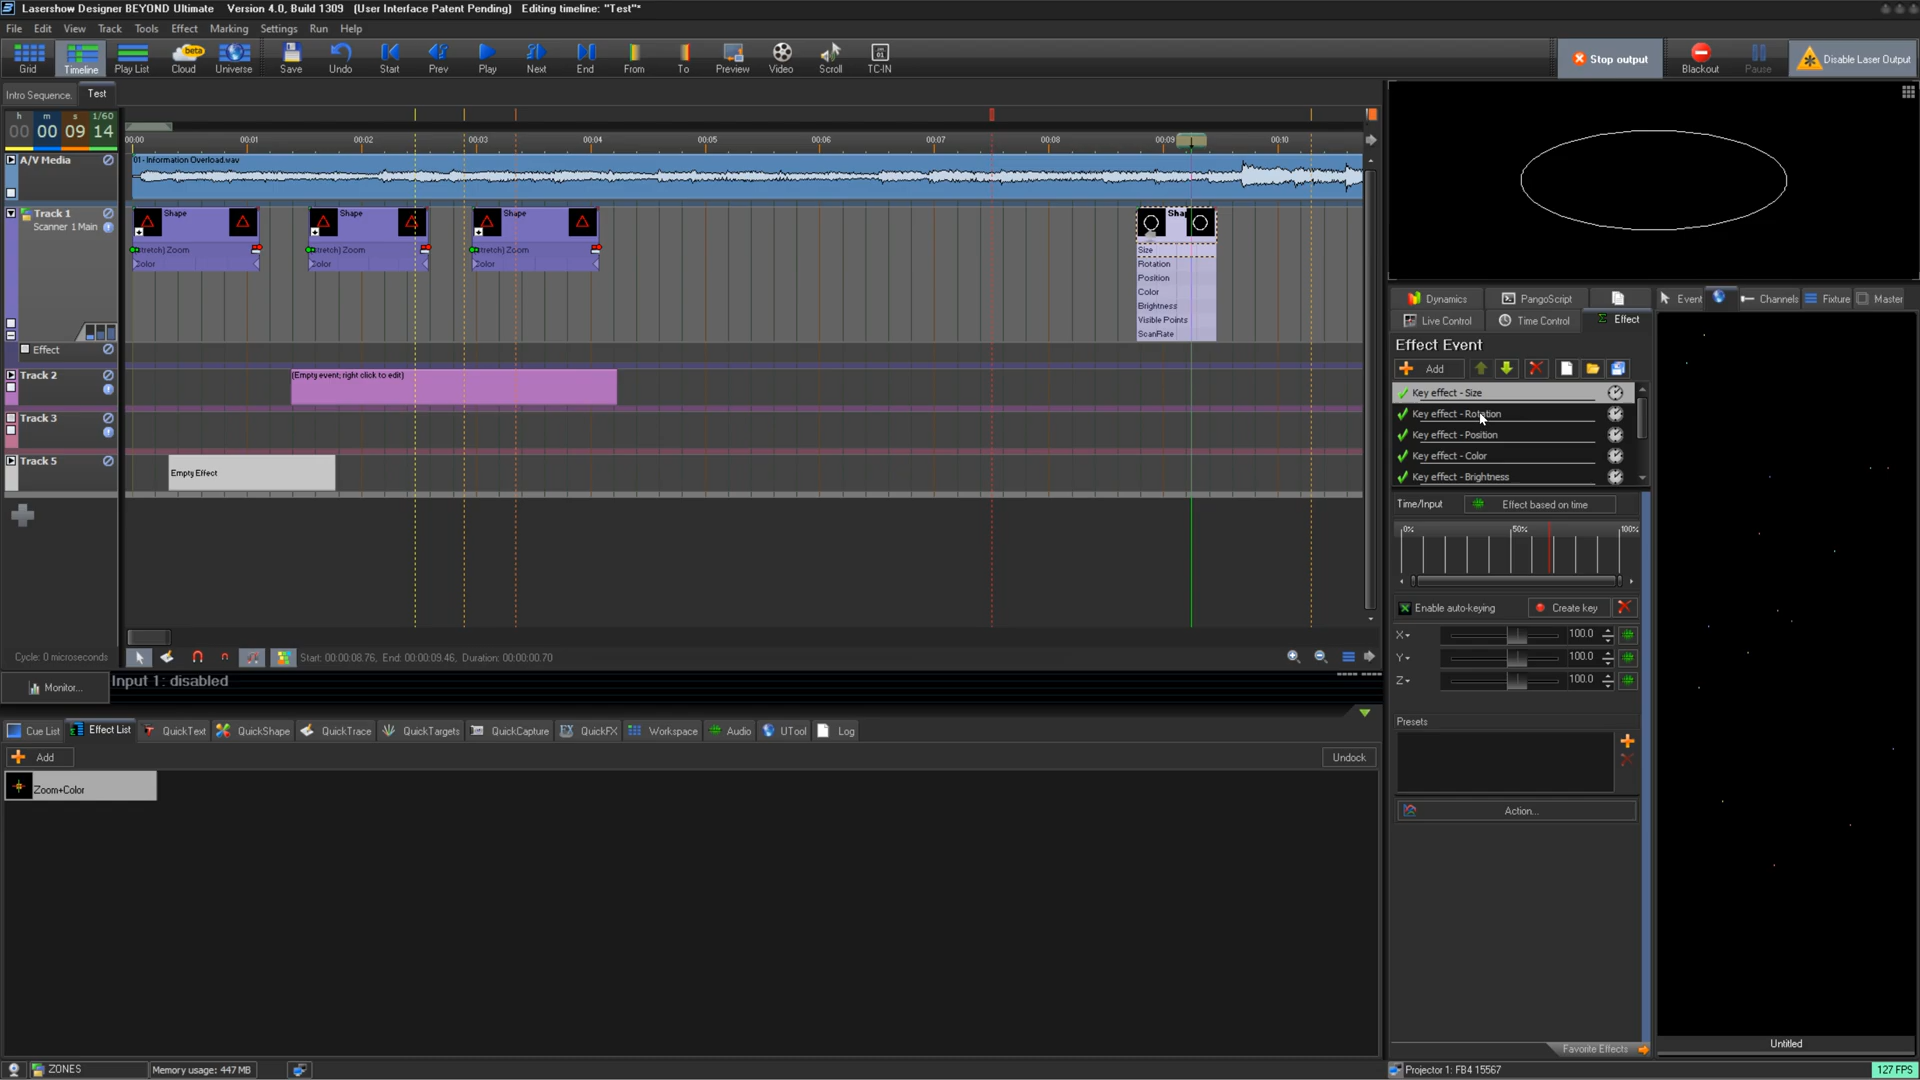 Lasershow Designer BEYOND Ultimate Version 4.0, Build 1309 (User Interface Patent Pending) Editing timeline: "Test"*
File Edit View Track Tools Effect Marking Settings Run Help
beta
Grid Timeline Play List Cloud Universe Save Undo Start Prev Play Next End From To Preview Video Scroll TC-IN
Stop output Blackout Pause Disable Laser Output
Intro Sequence. Test
h m s 1/60
00 00 09 14
00:00 00:01 00:02 00:03 00:04 00:05 00:06 00:07 00:08 00:09 00:10
A/V Media
01 - Information Overload.wav
Track 1
Scanner 1 Main
Shape Shape Shape
Zoom Zoom Zoom
Size
Rotation
Position
Color
Brightness
Visible Points
ScanRate
Effect
Track 2
(Empty event; right click to edit)
Track 3
Track 5
Empty Effect
Cycle: 0 microseconds
Start: 00:00:08.76, End: 00:00:09.46, Duration: 00:00:00.70
Monitor...
Input 1: disabled
Cue List Effect List QuickText QuickShape QuickTrace QuickTargets QuickCapture QuickFX Workspace Audio UTool Log
Add
Undock
Zoom+Color
Dynamics PangoScript
Live Control Time Control Effect
Event Channels Fixture Master
Effect Event
Add
Key effect - Size
Key effect - Rotation
Key effect - Position
Key effect - Color
Key effect - Brightness
Time/Input Effect based on time
0% 50% 100%
Enable auto-keying Create key
X 100.0
Y 100.0
Z 100.0
Presets
Action...
Favorite Effects
Untitled
ZONES Memory usage: 447 MB
Projector 1: FB4 15567
127 FPS